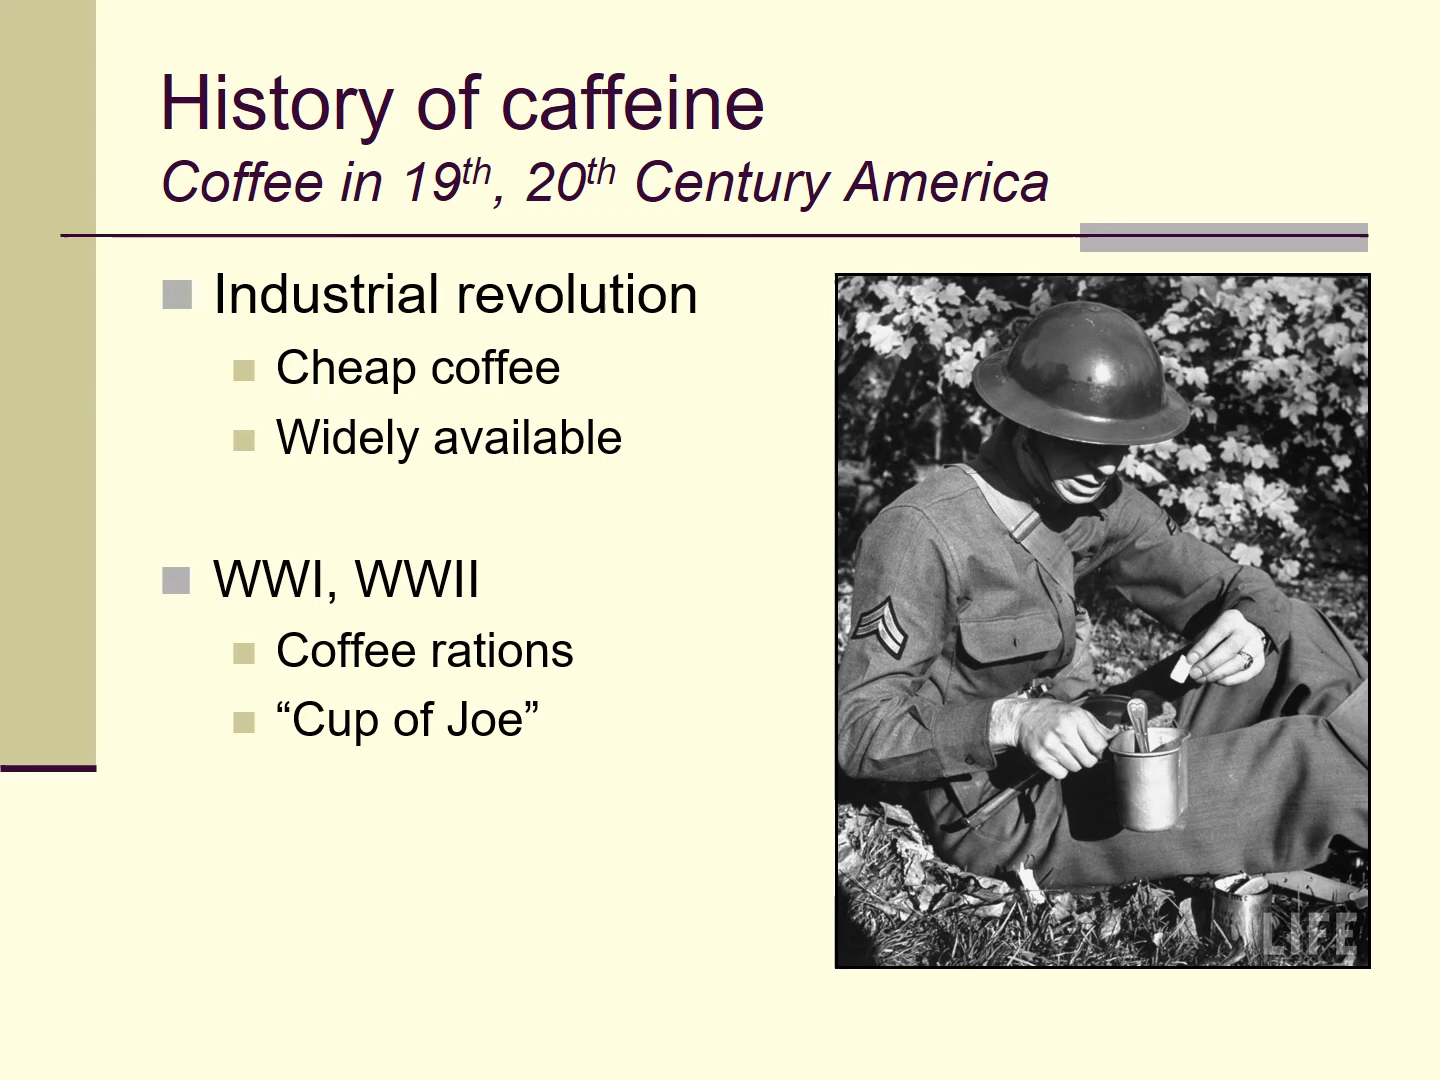 History of caffeine
Coffee in 19th, 20th Century America
Industrial revolution
Cheap coffee
Widely available
WWI, WWII
Coffee rations
“Cup of Joe”
LIFE